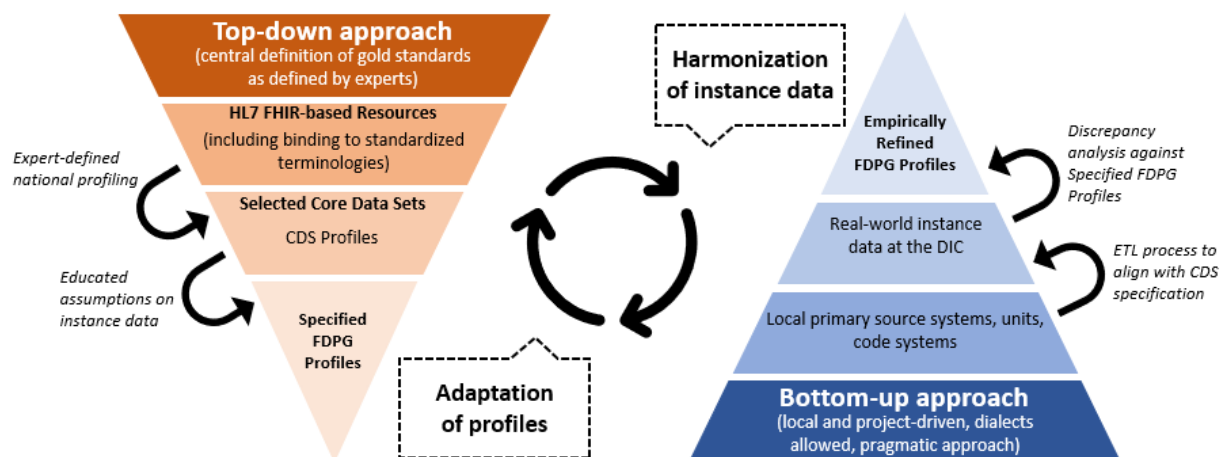 Top-down approach
(central definition of gold standards
as defined by experts)
HL7 FHIR-based Resources
(including binding to standardized
terminologies)
Expert-defined
national profiling
Selected Core Data Sets
CDS Profiles
Educated
assumptions on
instance data
Specified
FDPG
Profiles
Harmonization
of instance data
Adaptation
of profiles
Empirically
Refined
FDPG Profiles
Discrepancy
analysis against
Specified FDPG
Profiles
Real-world instance
data at the DIC
ETL process to
align with CDS
specification
Local primary source systems, units,
code systems
Bottom-up approach
(local and project-driven, dialects
allowed, pragmatic approach)